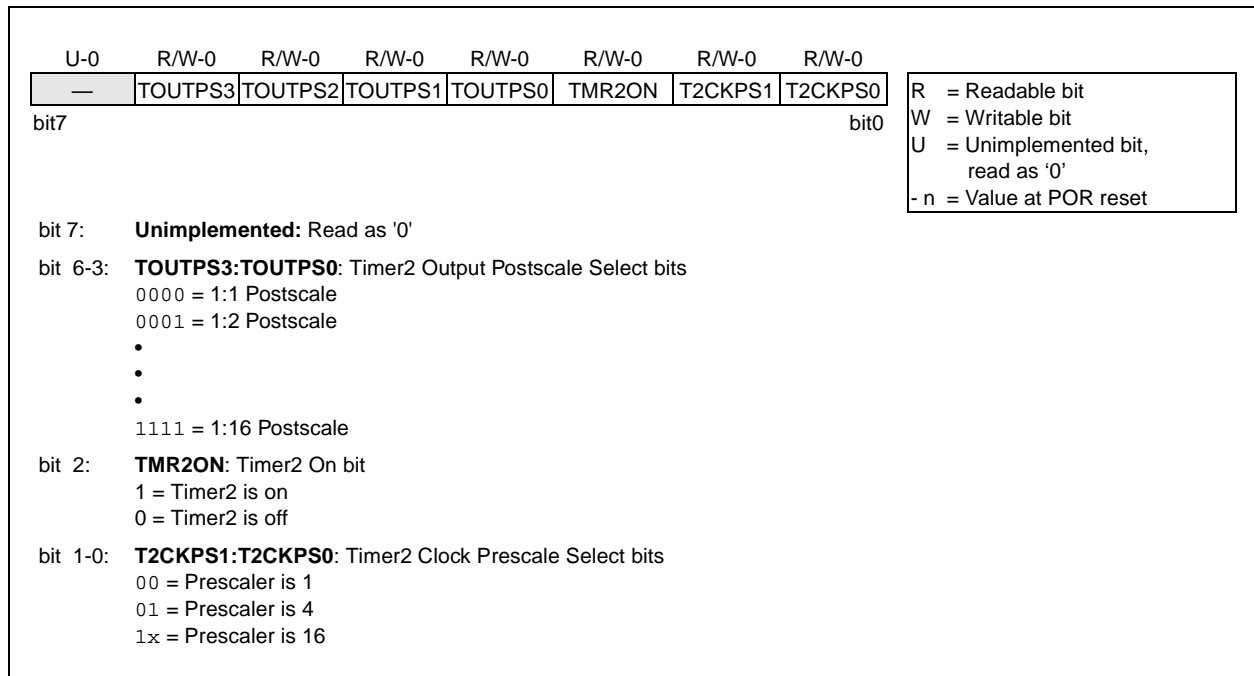 U-0 R/W-0 R/W-0 R/W-0 R/W-0 R/W-0 R/W-0 R/W-0
— TOUTPS3 TOUTPS2 TOUTPS1 TOUTPS0 TMR2ON T2CKPS1 T2CKPS0
bit7 bit0
R = Readable bit
W = Writable bit
U = Unimplemented bit,
read as ‘0’
- n = Value at POR reset
bit 7: Unimplemented: Read as '0'
bit 6-3: TOUTPS3:TOUTPS0: Timer2 Output Postscale Select bits
0000 = 1:1 Postscale
0001 = 1:2 Postscale
•
•
•
1111 = 1:16 Postscale
bit 2: TMR2ON: Timer2 On bit
1 = Timer2 is on
0 = Timer2 is off
bit 1-0: T2CKPS1:T2CKPS0: Timer2 Clock Prescale Select bits
00 = Prescaler is 1
01 = Prescaler is 4
1x = Prescaler is 16